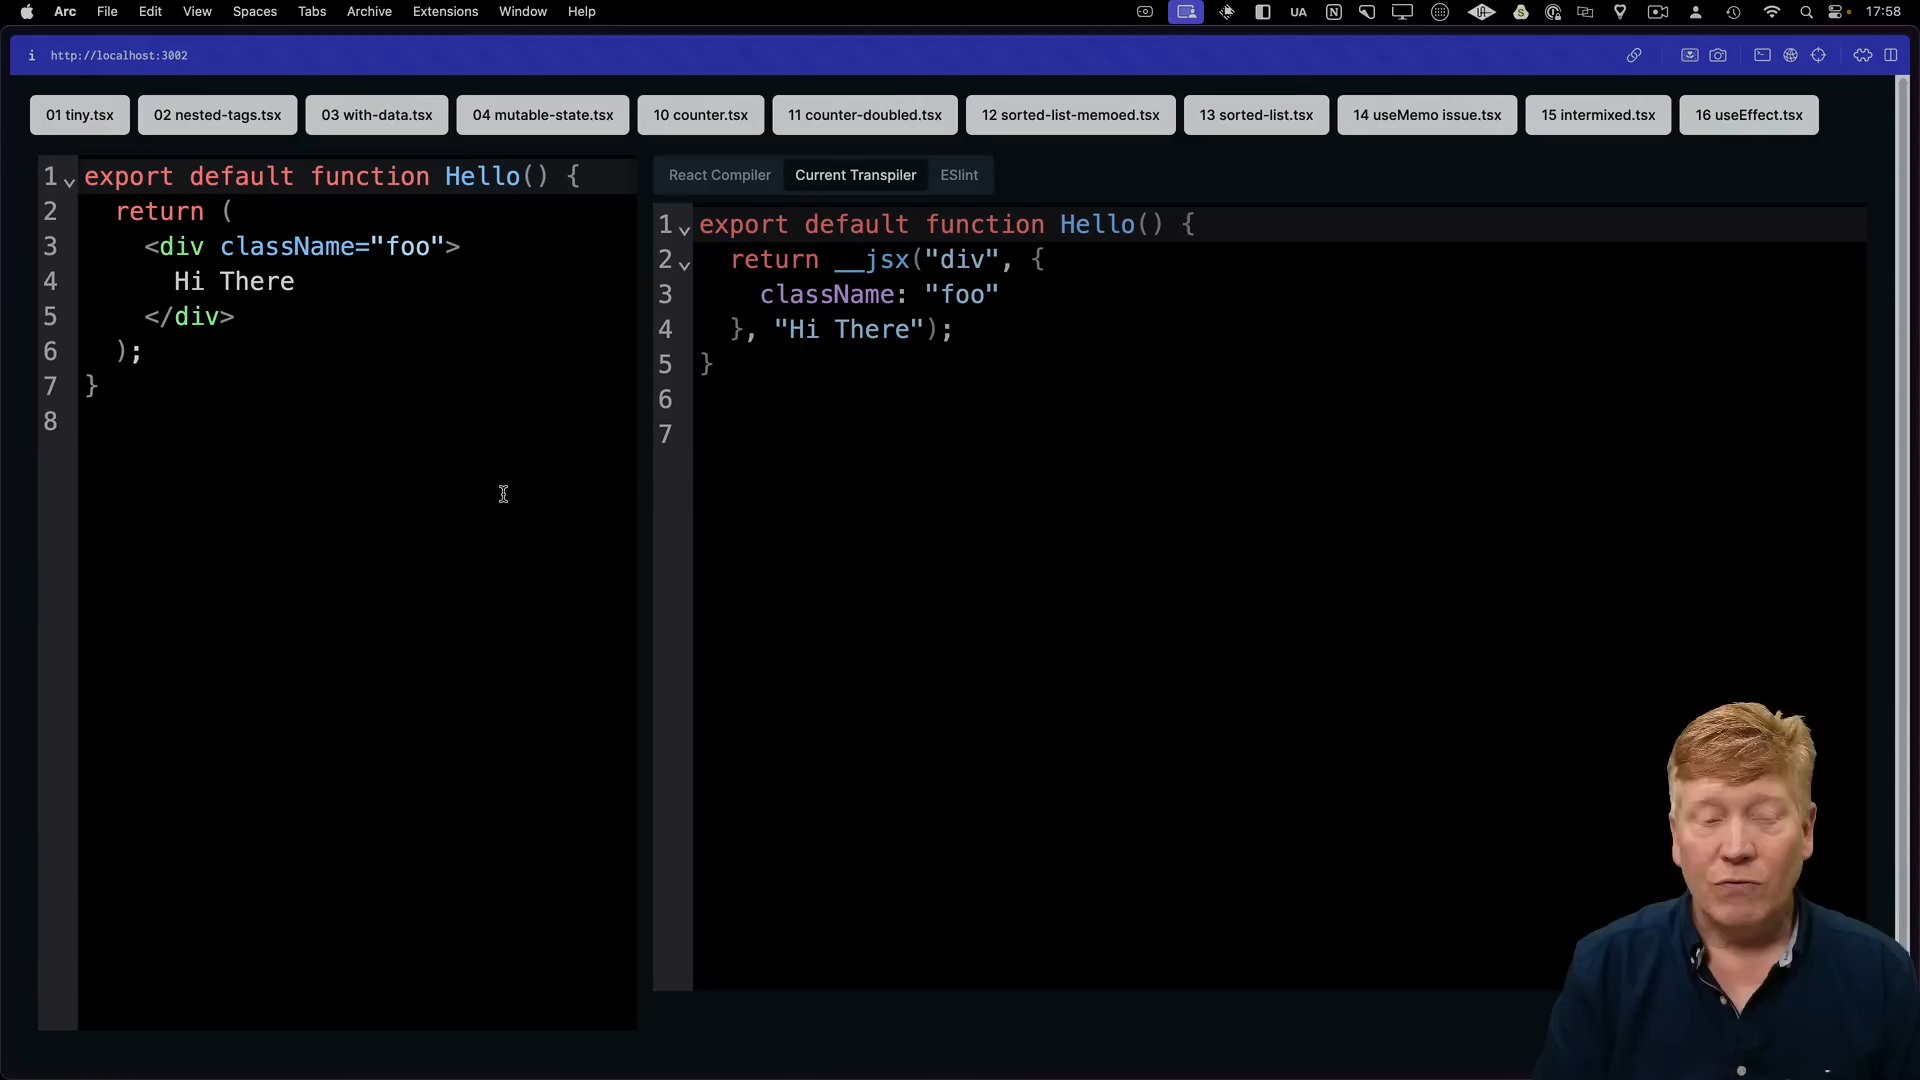 Arc File Edit View Spaces Tabs Archive Extensions Window Help UA 17:58
http://localhost:3002
01 tiny.tsx 02 nested-tags.tsx 03 with-data.tsx 04 mutable-state.tsx 10 counter.tsx 11 counter-doubled.tsx 12 sorted-list-memoed.tsx 13 sorted-list.tsx 14 useMemo issue.tsx 15 intermixed.tsx 16 useEffect.tsx
1 export default function Hello() {
2 return (
3 <div className="foo">
4 Hi There
5 </div>
6 );
7 }
8
React Compiler Current Transpiler ESlint
1 export default function Hello() {
2 return __jsx("div", {
3 className: "foo"
4 }, "Hi There");
5 }
6
7